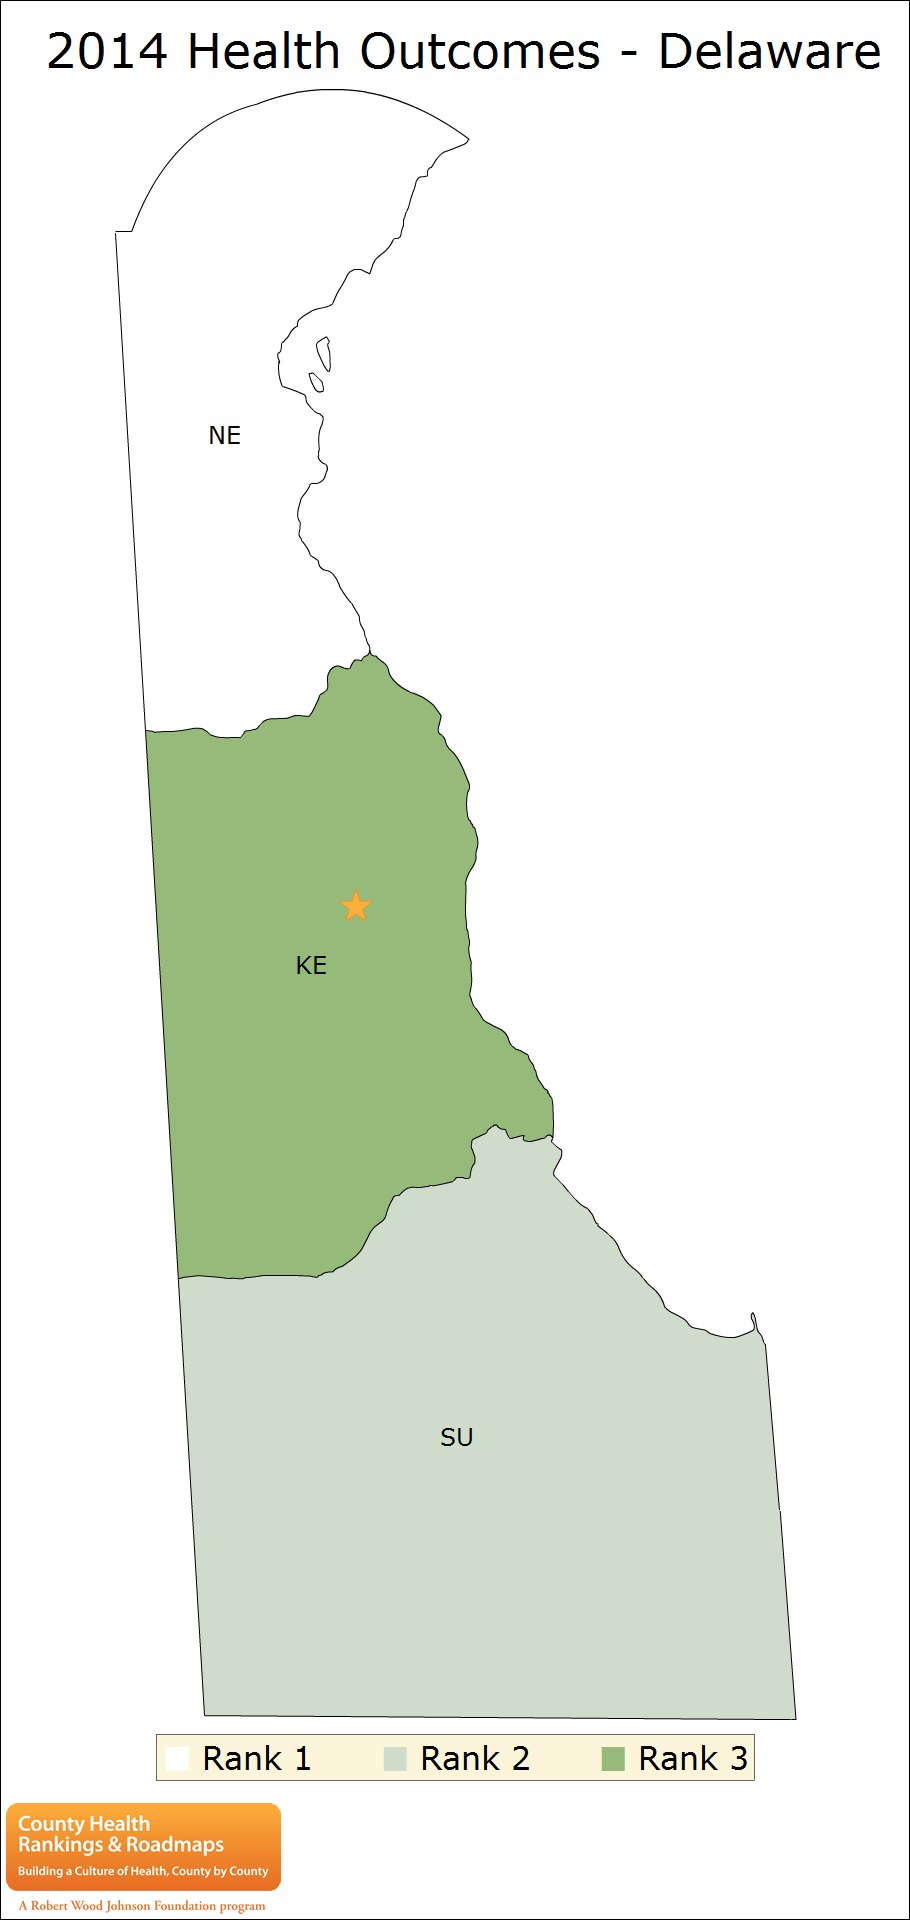 2014 Health Outcomes - Delaware
NE
KE
SU
Rank 1 Rank 2 Rank 3
County Health
Rankings & Roadmaps
Building a Culture of Health, County by County
A Robert Wood Johnson Foundation program